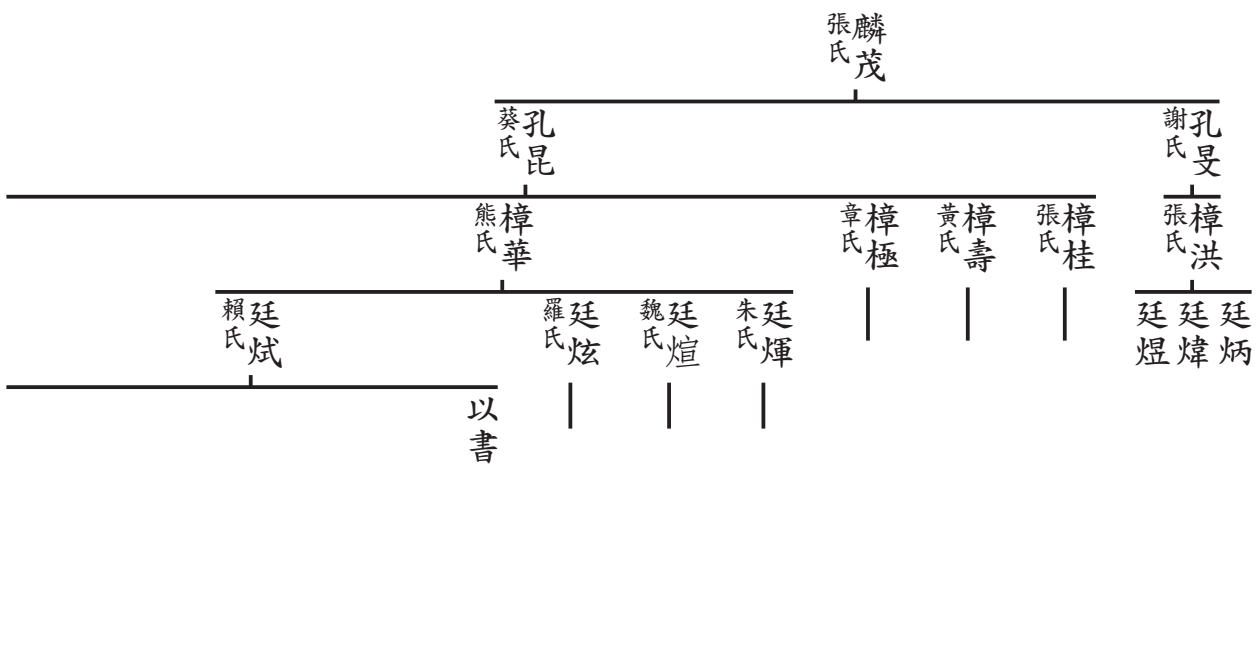 麟茂
張氏
孔旻
謝氏
孔昆
葵氏
樟洪
張氏
樟桂
張氏
樟壽
黃氏
樟極
章氏
樟華
熊氏
廷炳
廷煒
廷煜
廷煇
朱氏
廷煊
魏氏
廷炫
羅氏
廷烒
賴氏
以書